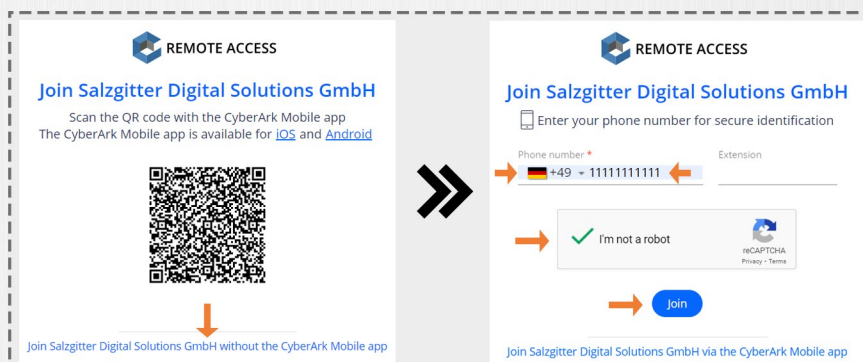 REMOTE ACCESS
Join Salzgitter Digital Solutions GmbH
Scan the QR code with the CyberArk Mobile app
The CyberArk Mobile app is available for iOS and Android
Join Salzgitter Digital Solutions GmbH without the CyberArk Mobile app
REMOTE ACCESS
Join Salzgitter Digital Solutions GmbH
Enter your phone number for secure identification
Phone number *
Extension
+49 11111111111
I'm not a robot
reCAPTCHA
Privacy - Terms
Join
Join Salzgitter Digital Solutions GmbH via the CyberArk Mobile app